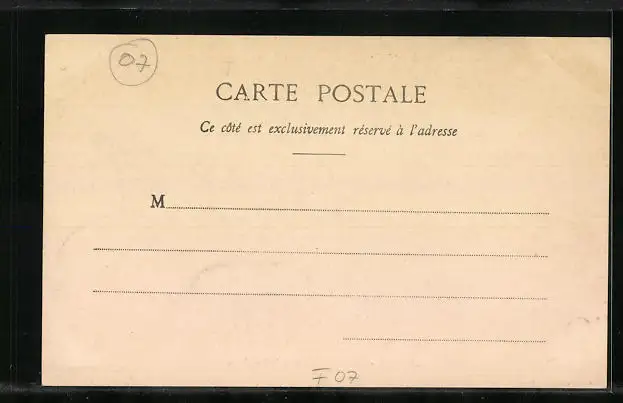 07
CARTE POSTALE
Ce côté est exclusivement réservé à l'adresse
M
F 07